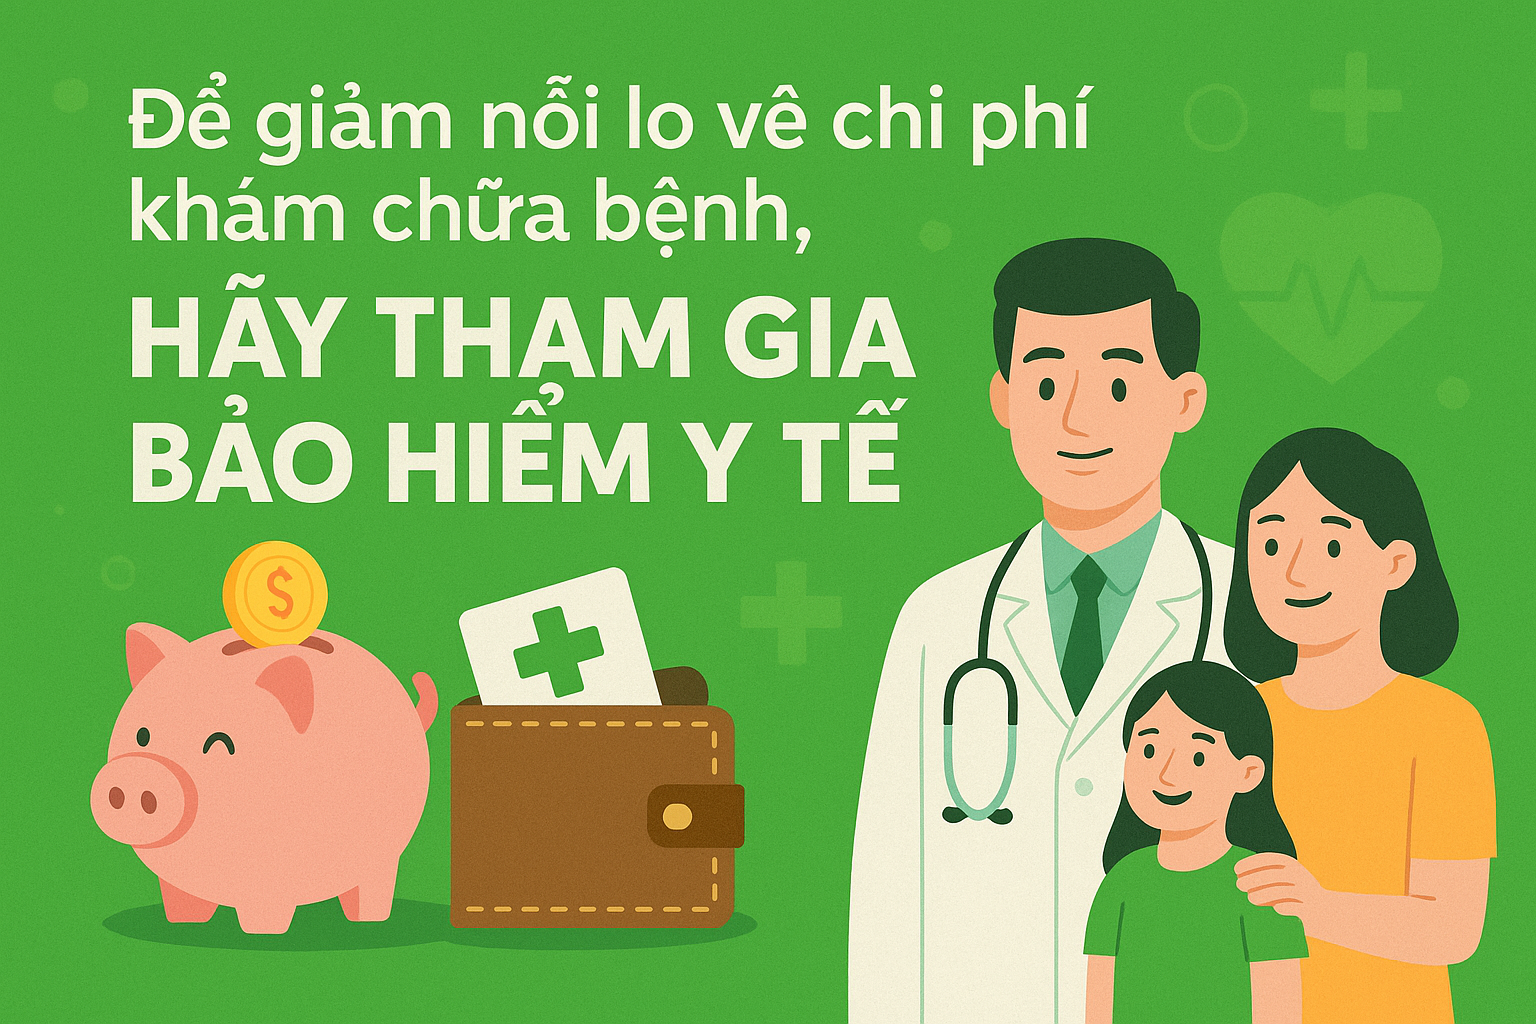 Để giảm nỗi lo vê chi phí
khám chữa bệnh,
HÃY THAM GIA
BẢO HIỂM Y TẾ
$